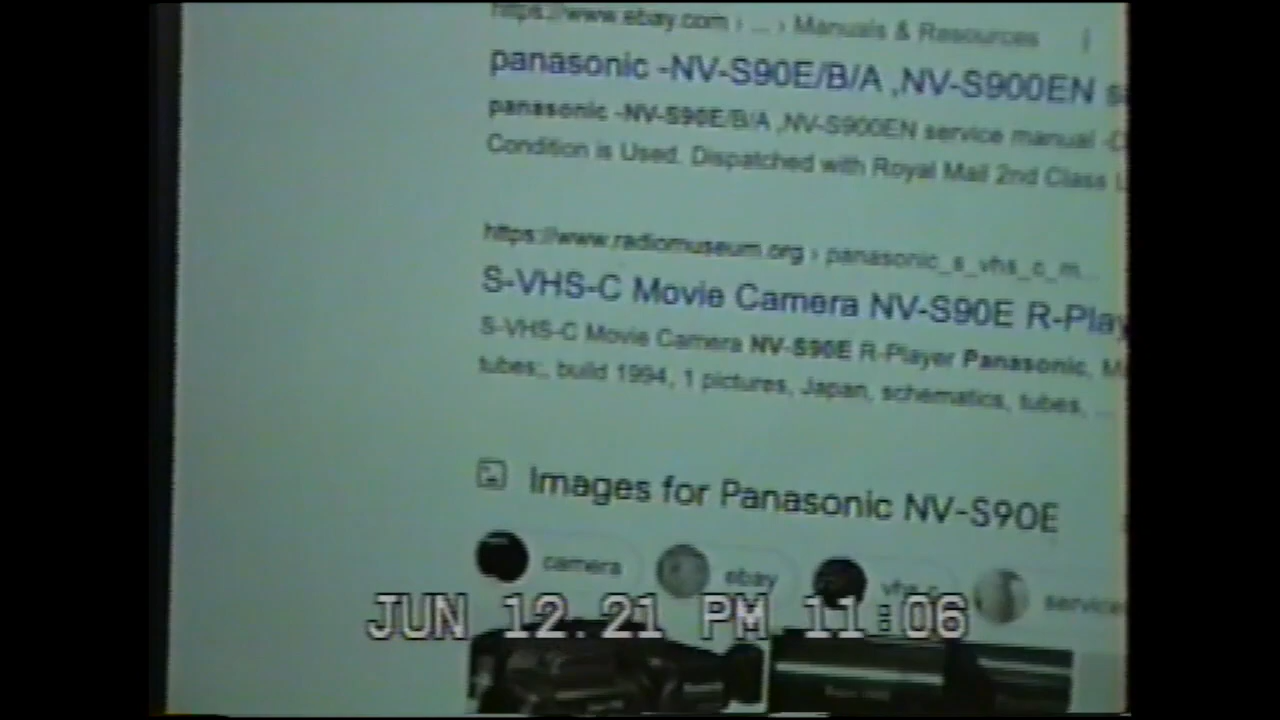 https://www.ebay.com › ... › Manuals & Resources
panasonic -NV-S90E/B/A ,NV-S900EN
panasonic -NV-S90E/B/A ,NV-S900EN service manual
Condition is Used. Dispatched with Royal Mail 2nd Class
https://www.radiomuseum.org › panasonic_s_vhs_c_m...
S-VHS-C Movie Camera NV-S90E R-Play
S-VHS-C Movie Camera NV-S90E R-Player Panasonic, M
tubes:, build 1994, 1 pictures, Japan, schematics, tubes, ...
Images for Panasonic NV-S90E
camera ebay vhs c service
JUN 12.21 PM 11:06